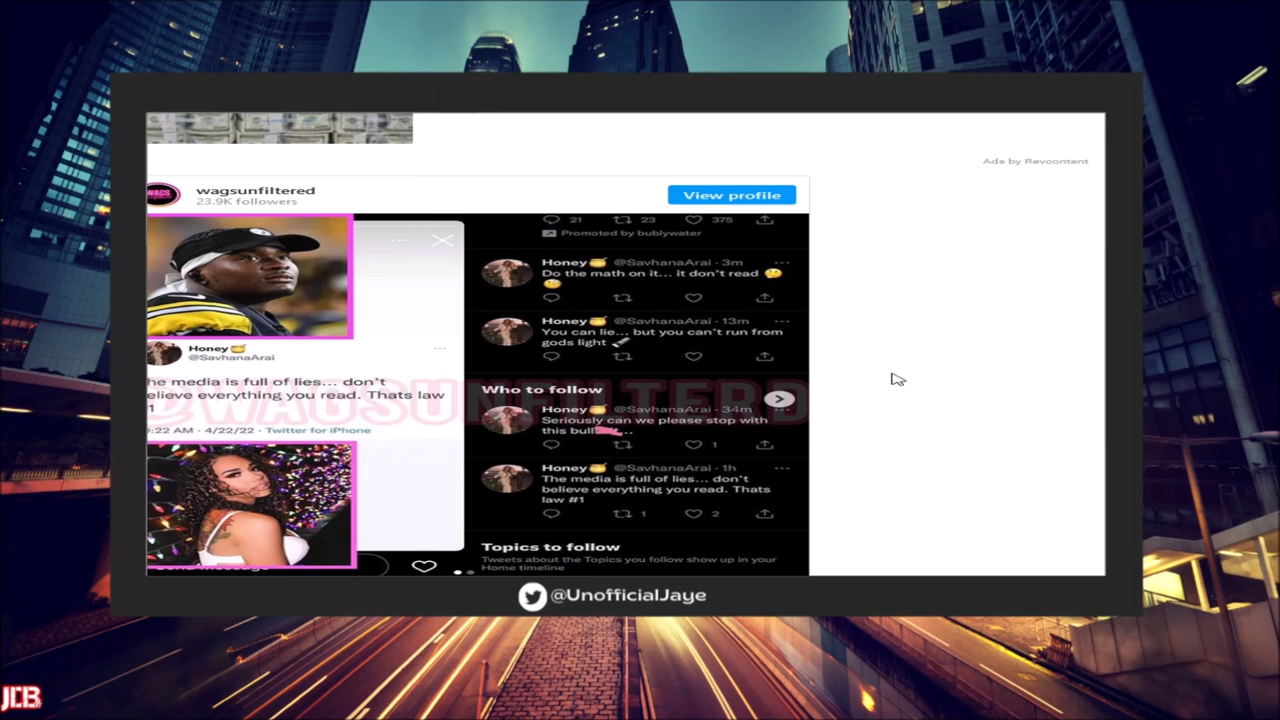 Ads by Revcontent
WAGS
wagsunfiltered
23.9K followers
View profile
21 23 375
Promoted by bublywater
Honey @SavhanaArai · 3m
Do the math on it... it don't read
Honey @SavhanaArai · 13m
You can lie... but you can't run from
gods light
Who to follow
Honey @SavhanaArai · 34m
Seriously can we please stop with
this
1
Honey @SavhanaArai · 1h
The media is full of lies... don't
believe everything you read. Thats
law #1
1 2
Topics to follow
Tweets about the Topics you follow show up in your
Home timeline
Honey
@SavhanaArai
he media is full of lies... don't
elieve everything you read. Thats law
1
:22 AM · 4/22/22 · Twitter for iPhone
@WAGSUNFILTERD
@UnofficialJaye
JCB